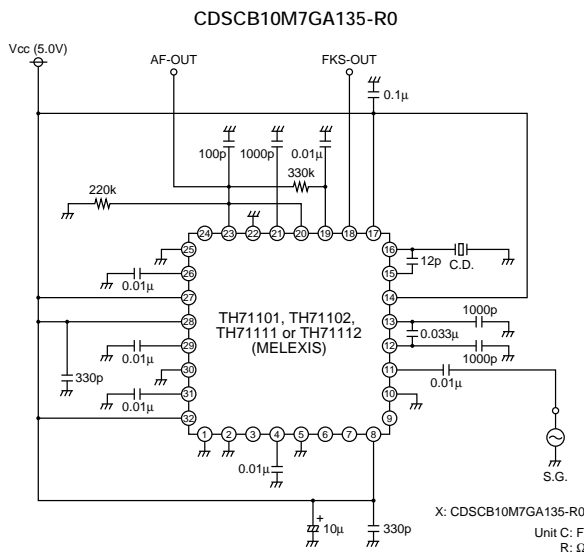 CDSCB10M7GA135-R0
Vcc (5.0V)
AF-OUT
FKS-OUT
0.1μ
100p
1000p
0.01μ
330k
220k
24
23
22
21
20
19
18
17
25
26
27
28
29
30
31
32
16
15
14
13
12
11
10
9
1
2
3
4
5
6
7
8
0.01μ
0.01μ
330p
0.01μ
TH71101, TH71102,
TH71111 or TH71112
(MELEXIS)
12p
C.D.
1000p
0.033μ
1000p
0.01μ
S.G.
0.01μ
10μ
+
330p
X: CDSCB10M7GA135-R0
Unit C: F
R: Ω